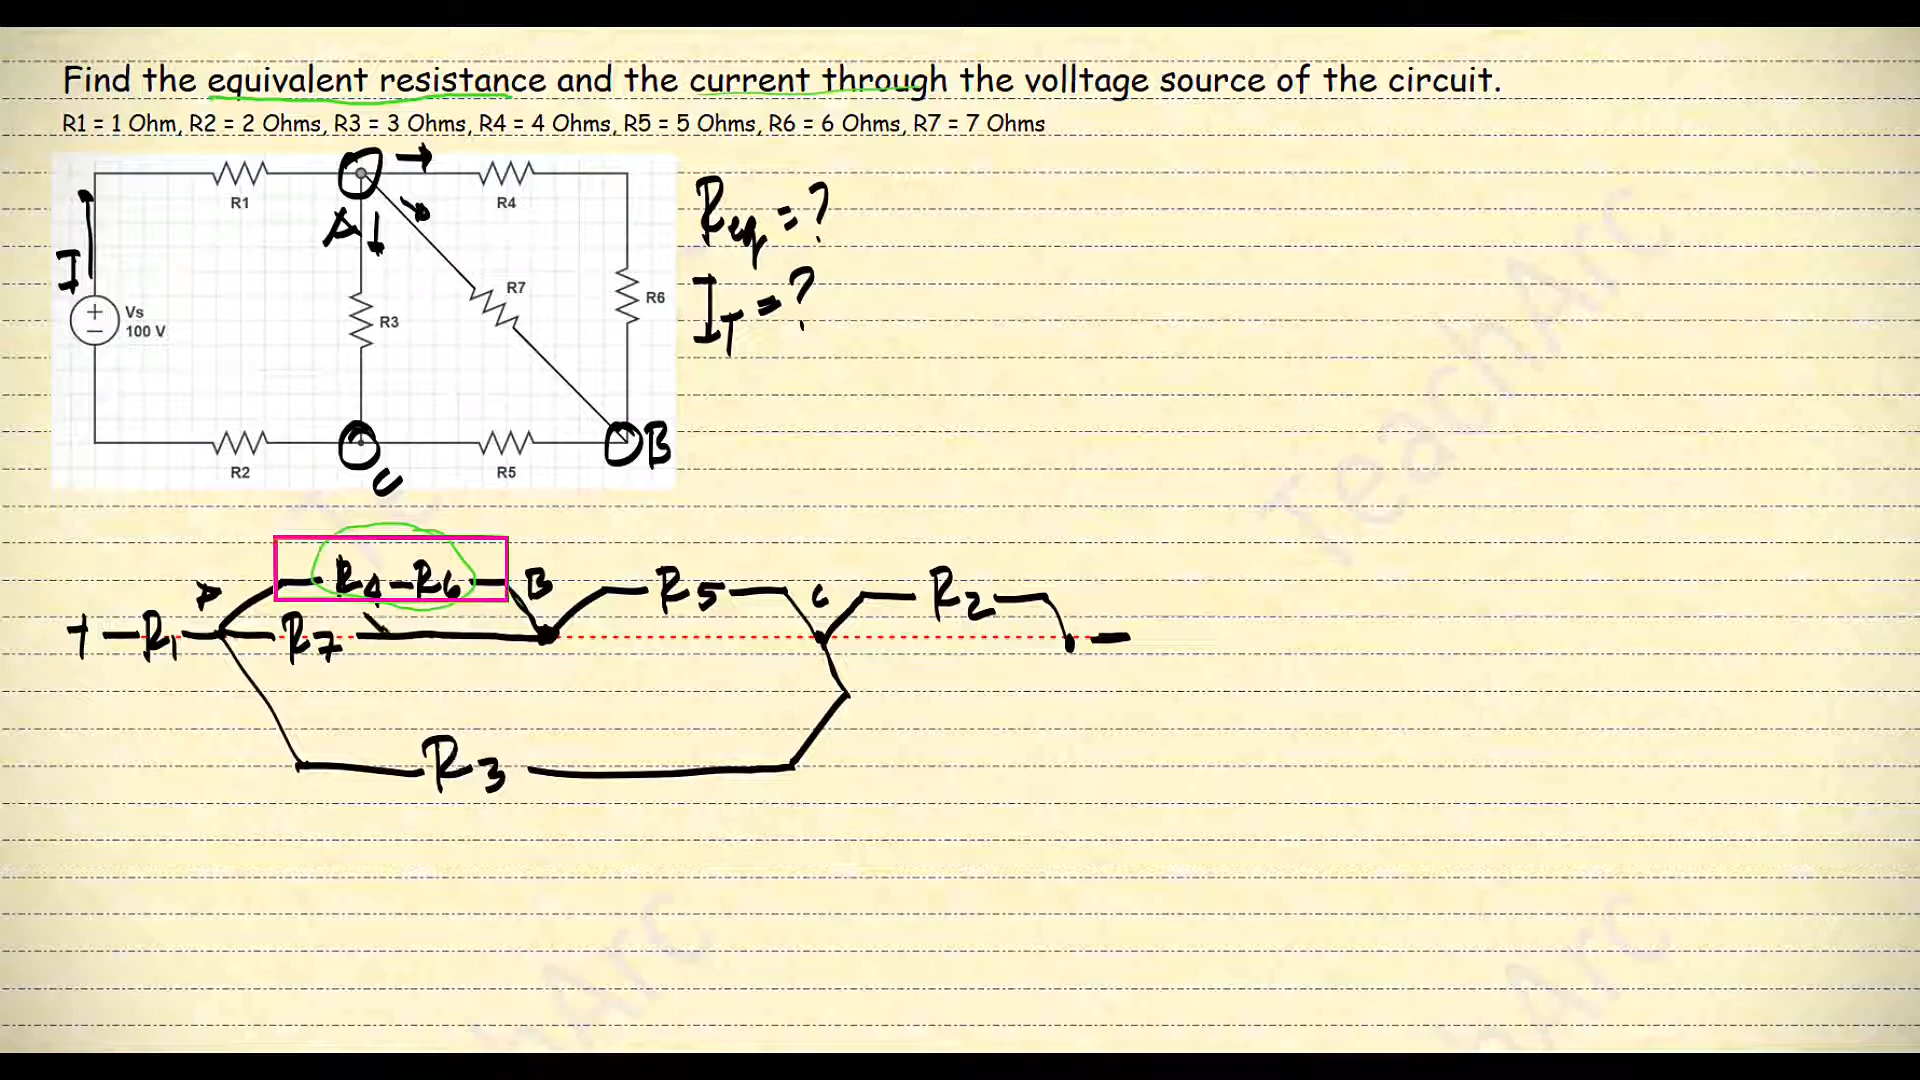 Find the equivalent resistance and the current through the volltage source of the circuit.
R1 = 1 Ohm, R2 = 2 Ohms, R3 = 3 Ohms, R4 = 4 Ohms, R5 = 5 Ohms, R6 = 6 Ohms, R7 = 7 Ohms
R1
R4
A
I
Vs
100 V
R3
R7
R6
R2
R5
B
C
Req = ?
IT = ?
A R4 - R6 B R5 C R2
+ R1 R7 -
R3
TeachArc